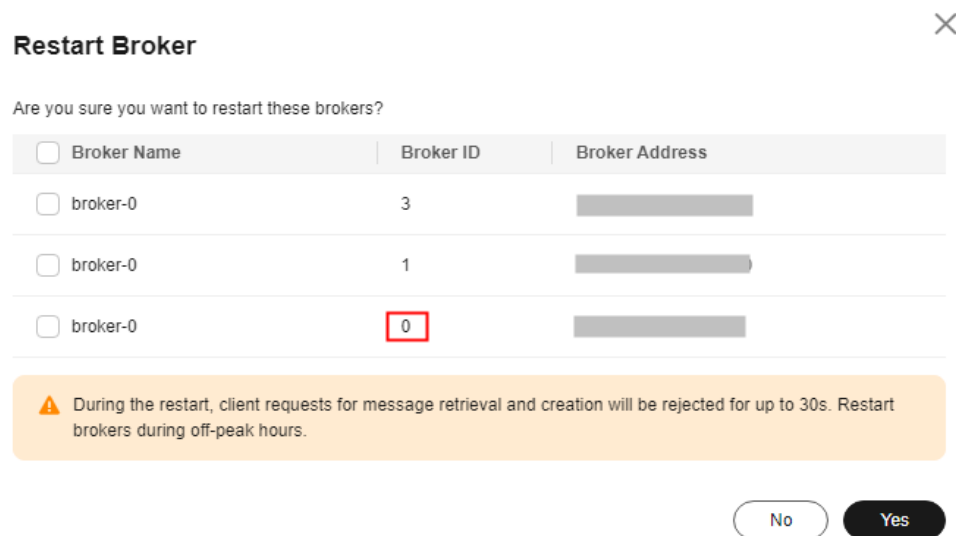 Restart Broker
Are you sure you want to restart these brokers?
Broker Name Broker ID Broker Address
broker-0 3
broker-0 1
broker-0 0
During the restart, client requests for message retrieval and creation will be rejected for up to 30s. Restart
brokers during off-peak hours.
No Yes